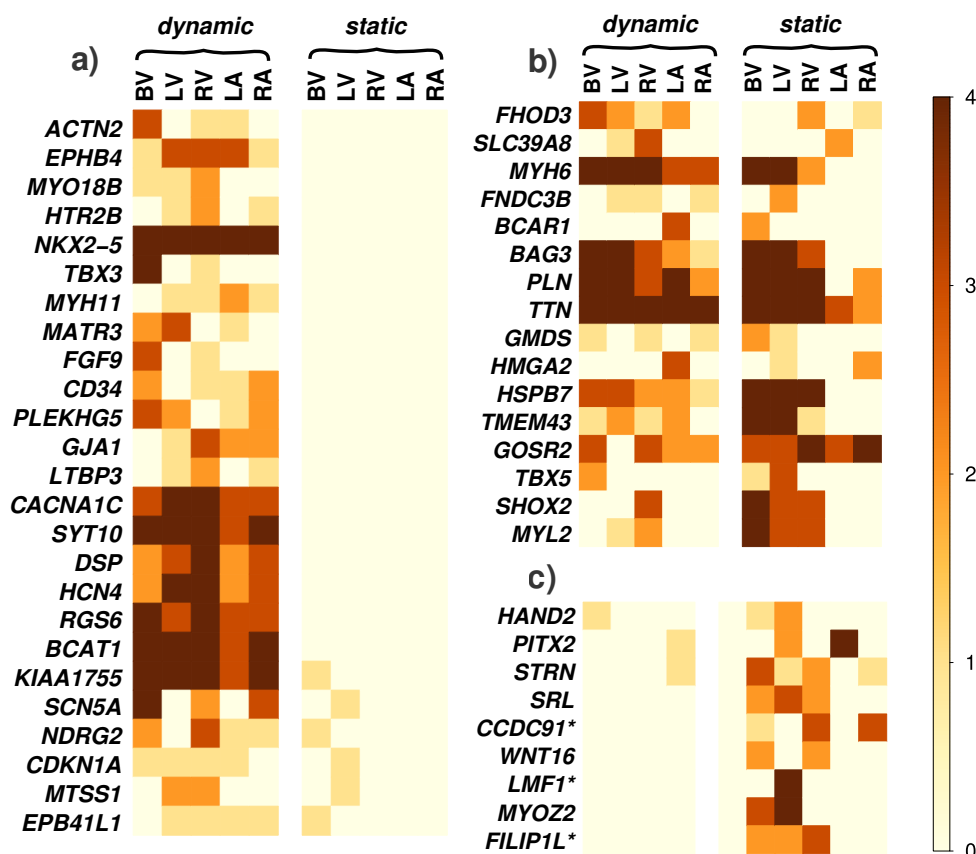 a)
dynamic static
BV LV RV LA RA BV LV RV LA RA
ACTN2
EPHB4
MYO18B
HTR2B
NKX2−5
TBX3
MYH11
MATR3
FGF9
CD34
PLEKHG5
GJA1
LTBP3
CACNA1C
SYT10
DSP
HCN4
RGS6
BCAT1
KIAA1755
SCN5A
NDRG2
CDKN1A
MTSS1
EPB41L1
b)
dynamic static
BV LV RV LA RA BV LV RV LA RA
FHOD3
SLC39A8
MYH6
FNDC3B
BCAR1
BAG3
PLN
TTN
GMDS
HMGA2
HSPB7
TMEM43
GOSR2
TBX5
SHOX2
MYL2
c)
HAND2
PITX2
STRN
SRL
CCDC91*
WNT16
LMF1*
MYOZ2
FILIP1L*
4
3
2
1
0